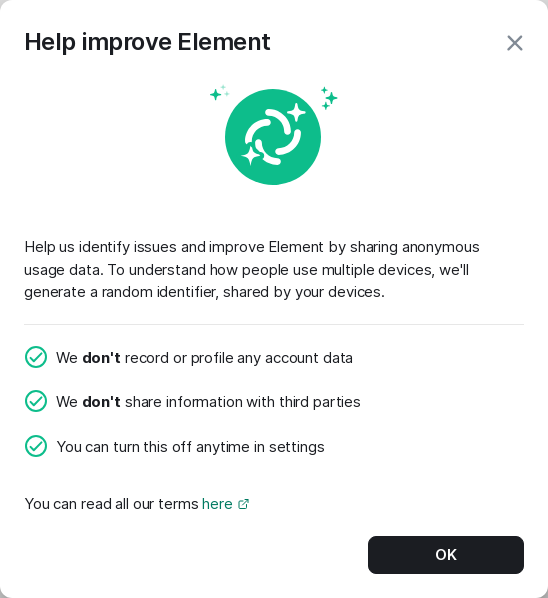 Help improve Element
Help us identify issues and improve Element by sharing anonymous
usage data. To understand how people use multiple devices, we'll
generate a random identifier, shared by your devices.
We don't record or profile any account data
We don't share information with third parties
You can turn this off anytime in settings
You can read all our terms here
OK